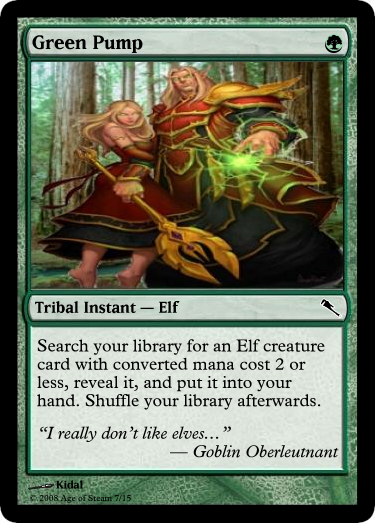 Green Pump
Tribal Instant — Elf
Search your library for an Elf creature
card with converted mana cost 2 or
less, reveal it, and put it into your
hand. Shuffle your library afterwards.
“I really don’t like elves…”
— Goblin Oberleutnant
Kidal
© 2008 Age of Steam 7/15